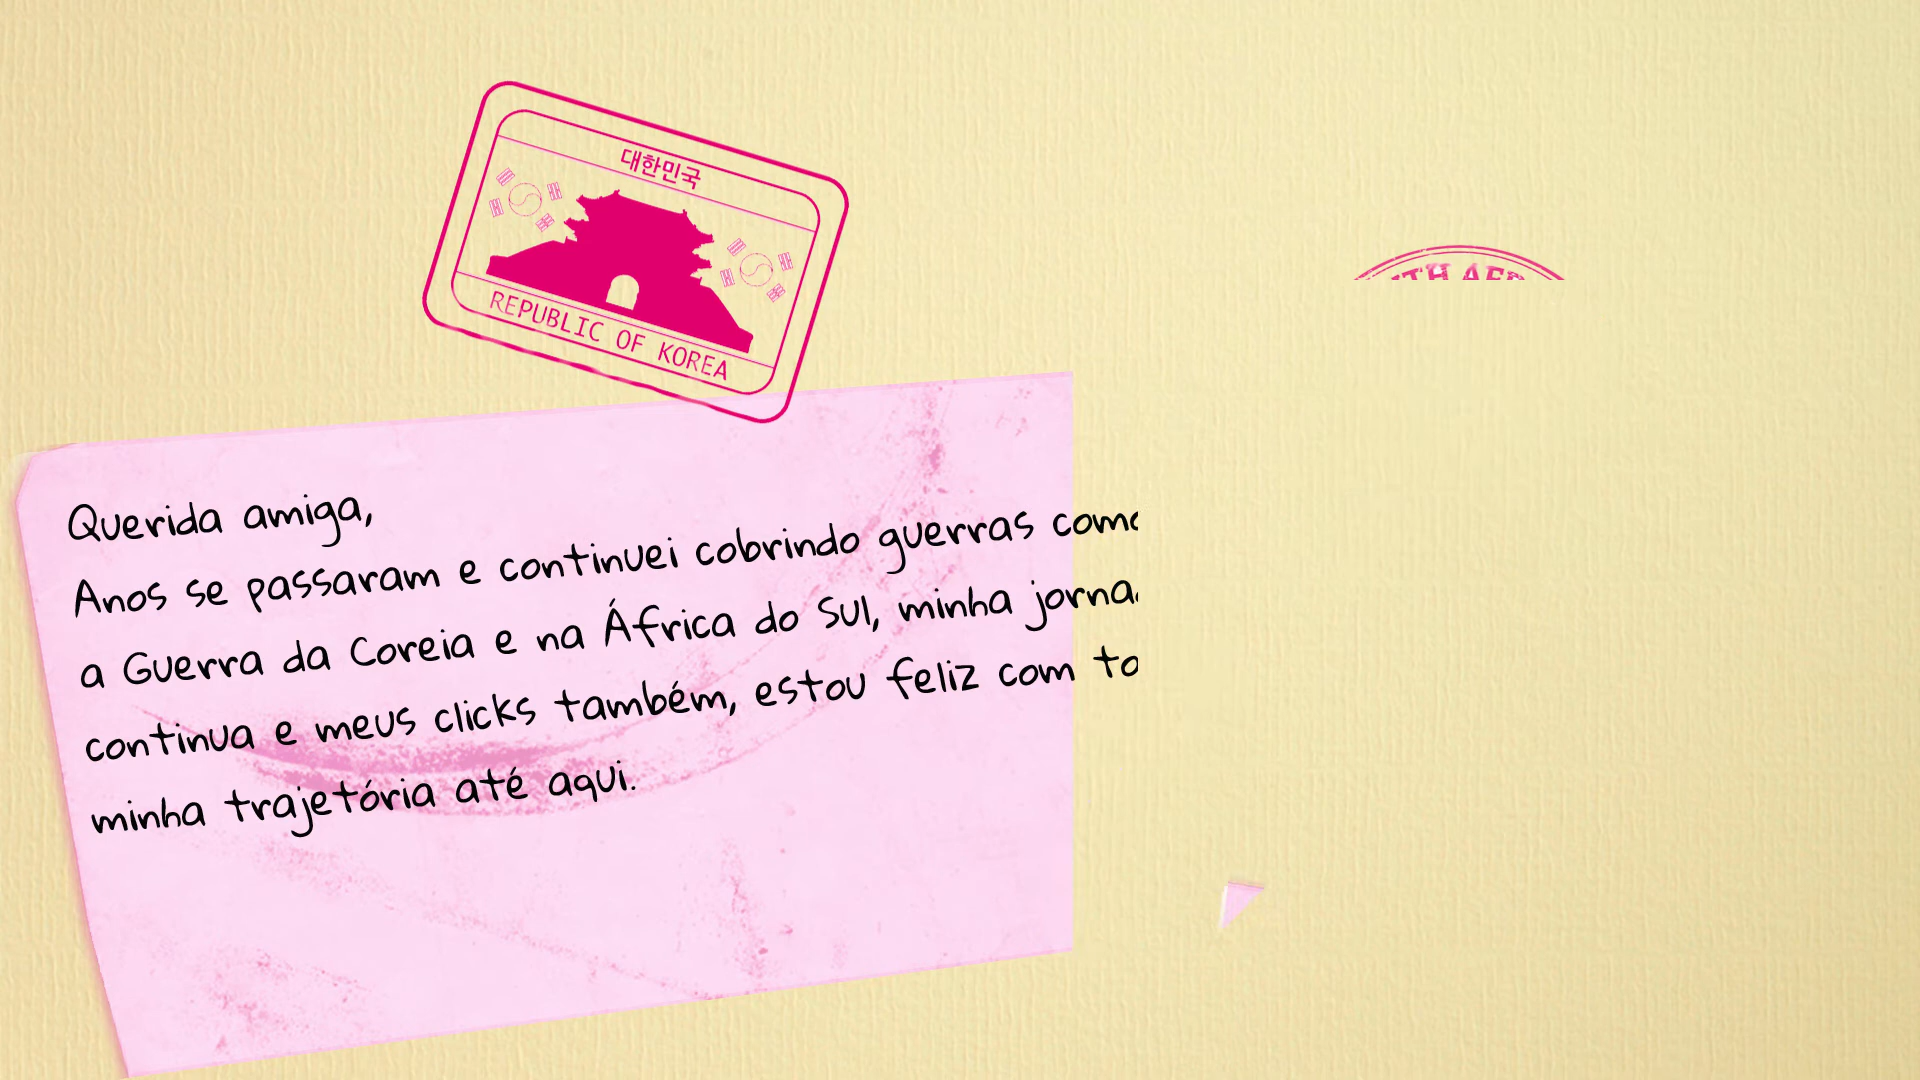 대한민국
REPUBLIC OF KOREA
Querida amiga,
Anos se passaram e continuei cobrindo guerras
a Guerra da Coreia e na África do Sul, minha
continua e meus clicks também, estou feliz com
minha trajetória até aqui.